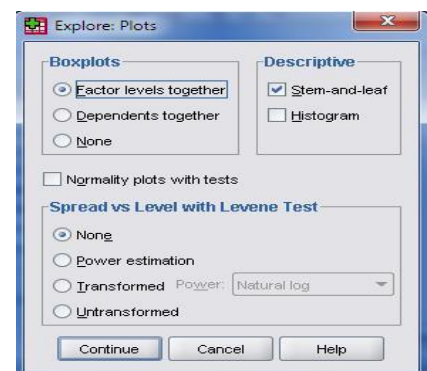 Explore: Plots
Boxplots
Factor levels together
Dependents together
None
Descriptive
Stem-and-leaf
Histogram
Normality plots with tests
Spread vs Level with Levene Test
None
Power estimation
Transformed Power: Natural log
Untransformed
Continue Cancel Help